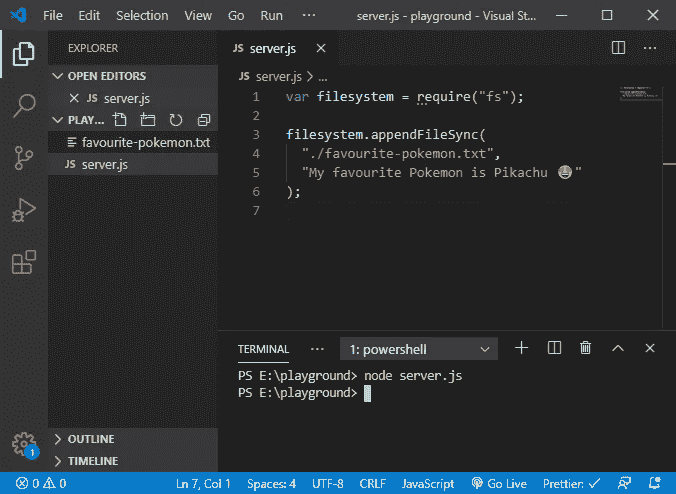 File Edit Selection View Go Run ··· server.js - playground - Visual St...
EXPLORER
OPEN EDITORS
JS server.js
PLAY...
favourite-pokemon.txt
JS server.js
OUTLINE
TIMELINE
JS server.js
JS server.js > ...
1 var filesystem = require("fs");
2
3 filesystem.appendFileSync(
4 "./favourite-pokemon.txt",
5 "My favourite Pokemon is Pikachu 😀"
6 );
7
TERMINAL ··· 1: powershell
PS E:\playground> node server.js
PS E:\playground>
1
0 0 Ln 7, Col 1 Spaces: 4 UTF-8 CRLF JavaScript Go Live Prettier: ✓